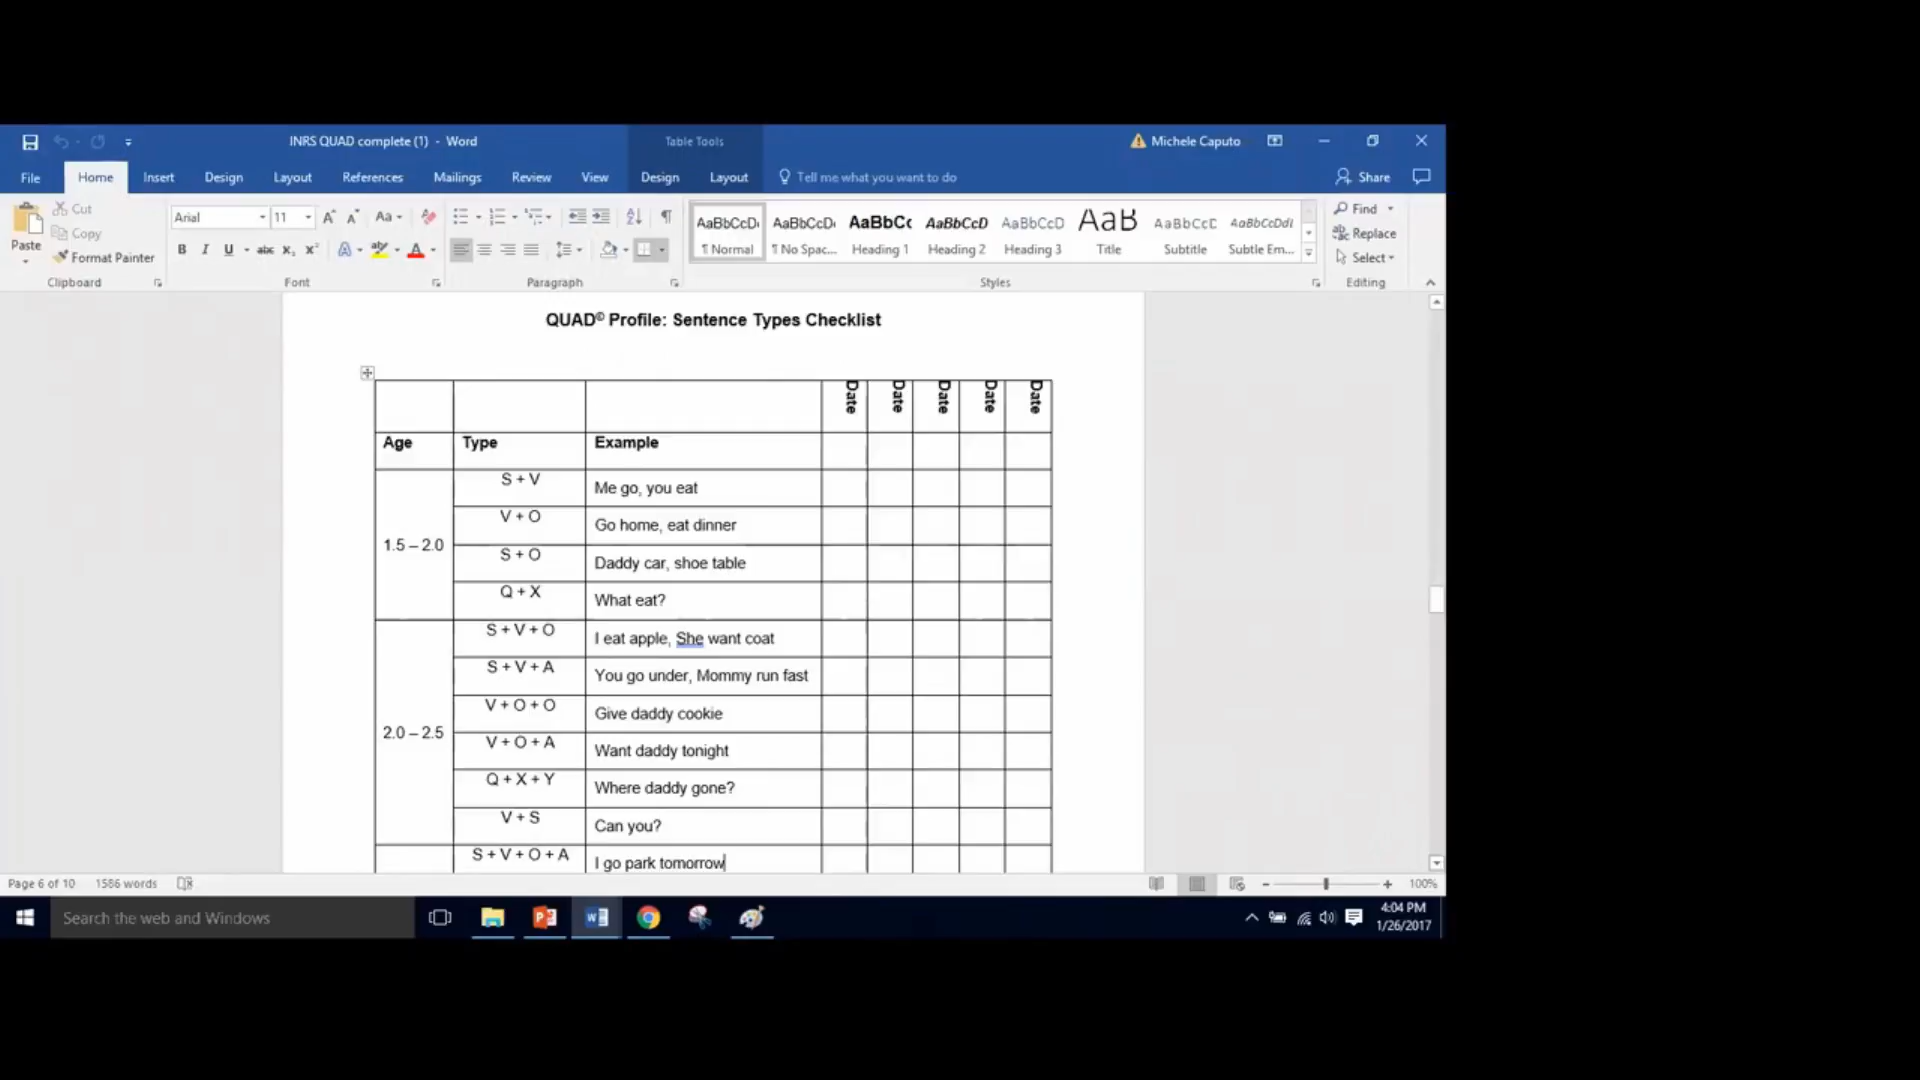 INRS QUAD complete (1) - Word
Table Tools
Michele Caputo
File Home Insert Design Layout References Mailings Review View Design Layout Tell me what you want to do Share
Cut
Copy
Paste
Format Painter
Clipboard
Arial 11
Font
Paragraph
AaBbCcDı AaBbCcDı AaBbCc AaBbCcD AaBbCcD AaB AaBbCcD AaBbCcDdI
¶ Normal ¶ No Spac... Heading 1 Heading 2 Heading 3 Title Subtitle Subtle Em...
Styles
Find
Replace
Select
Editing
QUAD© Profile: Sentence Types Checklist
Date Date Date Date Date
Age Type Example
1.5 – 2.0
S + V Me go, you eat
V + O Go home, eat dinner
S + O Daddy car, shoe table
Q + X What eat?
2.0 – 2.5
S + V + O I eat apple, She want coat
S + V + A You go under, Mommy run fast
V + O + O Give daddy cookie
V + O + A Want daddy tonight
Q + X + Y Where daddy gone?
V + S Can you?
S + V + O + A I go park tomorrow
Page 6 of 10 1586 words 100%
Search the web and Windows
4:04 PM
1/26/2017